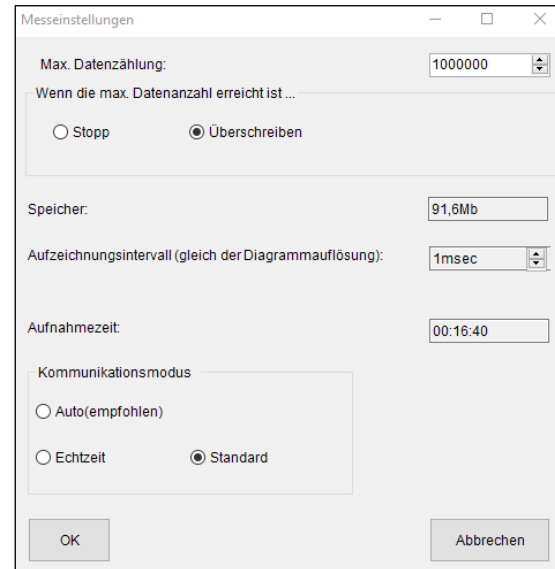 Messeinstellungen
Max. Datenzählung: 1000000
Wenn die max. Datenanzahl erreicht ist ...
Stopp Überschreiben
Speicher: 91,6Mb
Aufzeichnungsintervall (gleich der Diagrammauflösung): 1msec
Aufnahmezeit: 00:16:40
Kommunikationsmodus
Auto(empfohlen)
Echtzeit Standard
OK Abbrechen